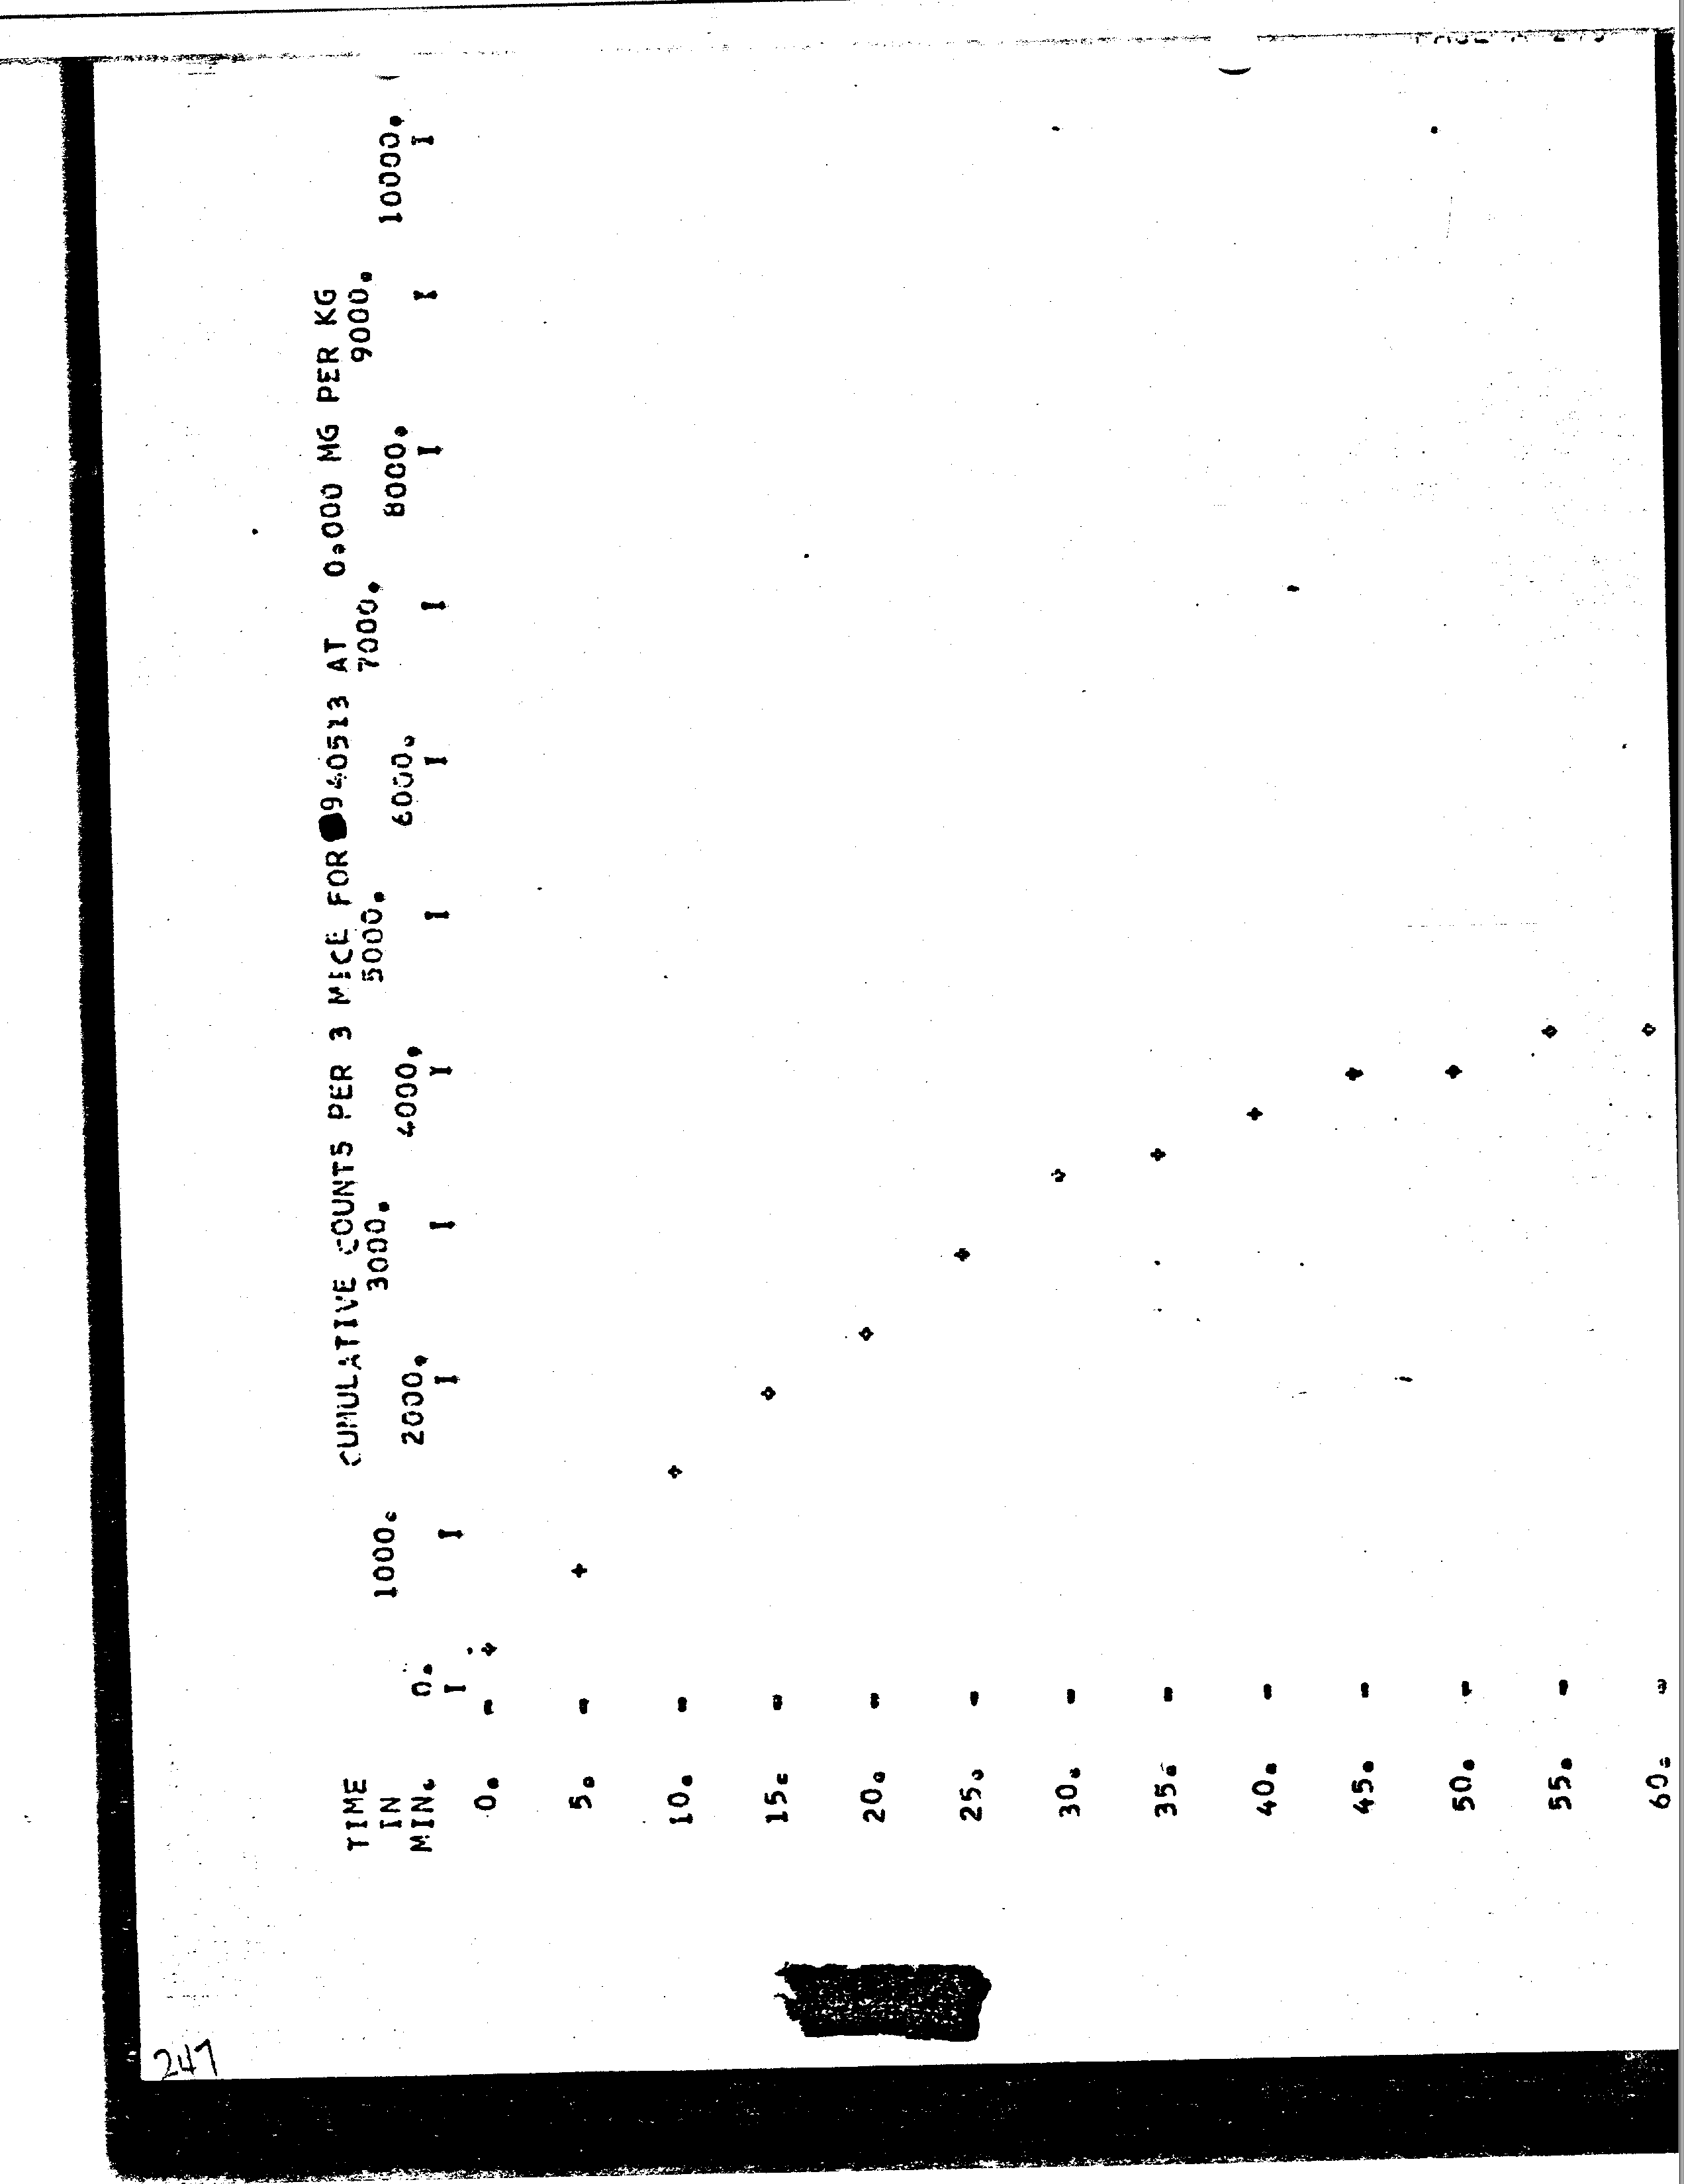 CUMULATIVE COUNTS PER 3 MICE FOR 940513 AT 0.000 MG PER KG
TIME 1000. 3000. 5000. 7000. 9000.
IN
MIN. 0. 2000. 4000. 6000. 8000. 10000.
I I I I I I I I I I I
0.
5.
10.
15.
20.
25.
30.
35.
40.
45.
50.
55.
60.
247